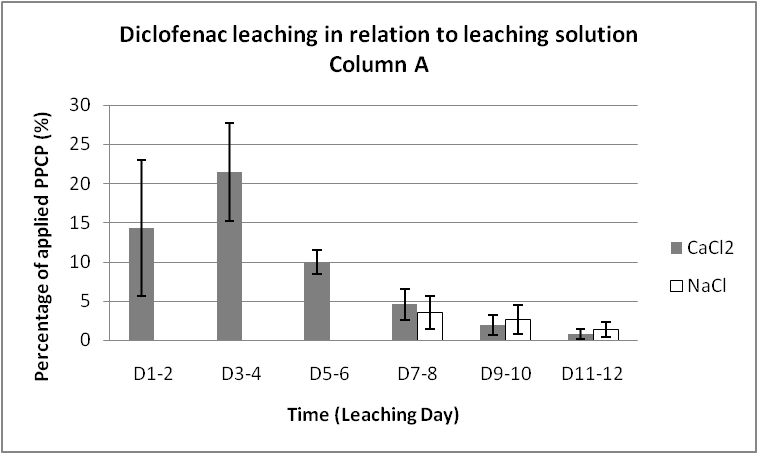 Diclofenac leaching in relation to leaching solution
Column A
Percentage of applied PPCP (%)
30
25
20
15
10
5
0
D1-2 D3-4 D5-6 D7-8 D9-10 D11-12
Time (Leaching Day)
CaCl2
NaCl